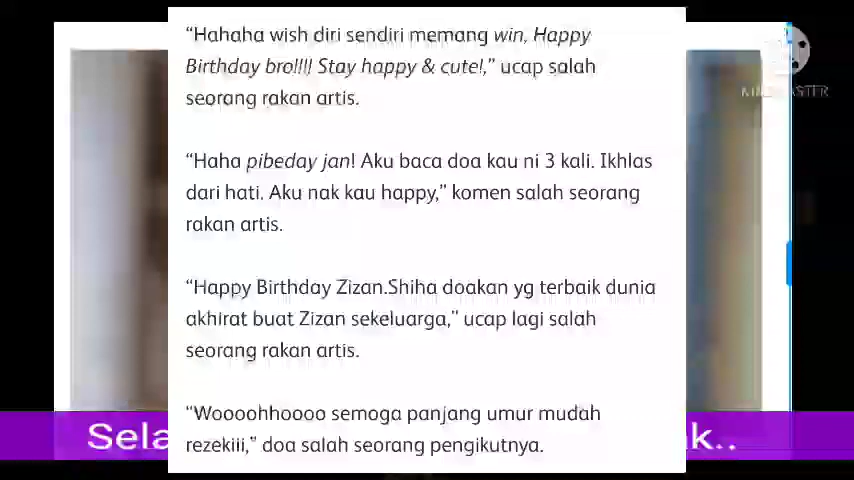 “Hahaha wish diri sendiri memang win. Happy
Birthday bro!!!! Stay happy & cute!,” ucap salah
seorang rakan artis.
“Haha pibeday jan! Aku baca doa kau ni 3 kali. Ikhlas
dari hati. Aku nak kau happy,” komen salah seorang
rakan artis.
“Happy Birthday Zizan.Shiha doakan yg terbaik dunia
akhirat buat Zizan sekeluarga,” ucap lagi salah
seorang rakan artis.
“Woooohhoooo semoga panjang umur mudah
rezekiii,” doa salah seorang pengikutnya.